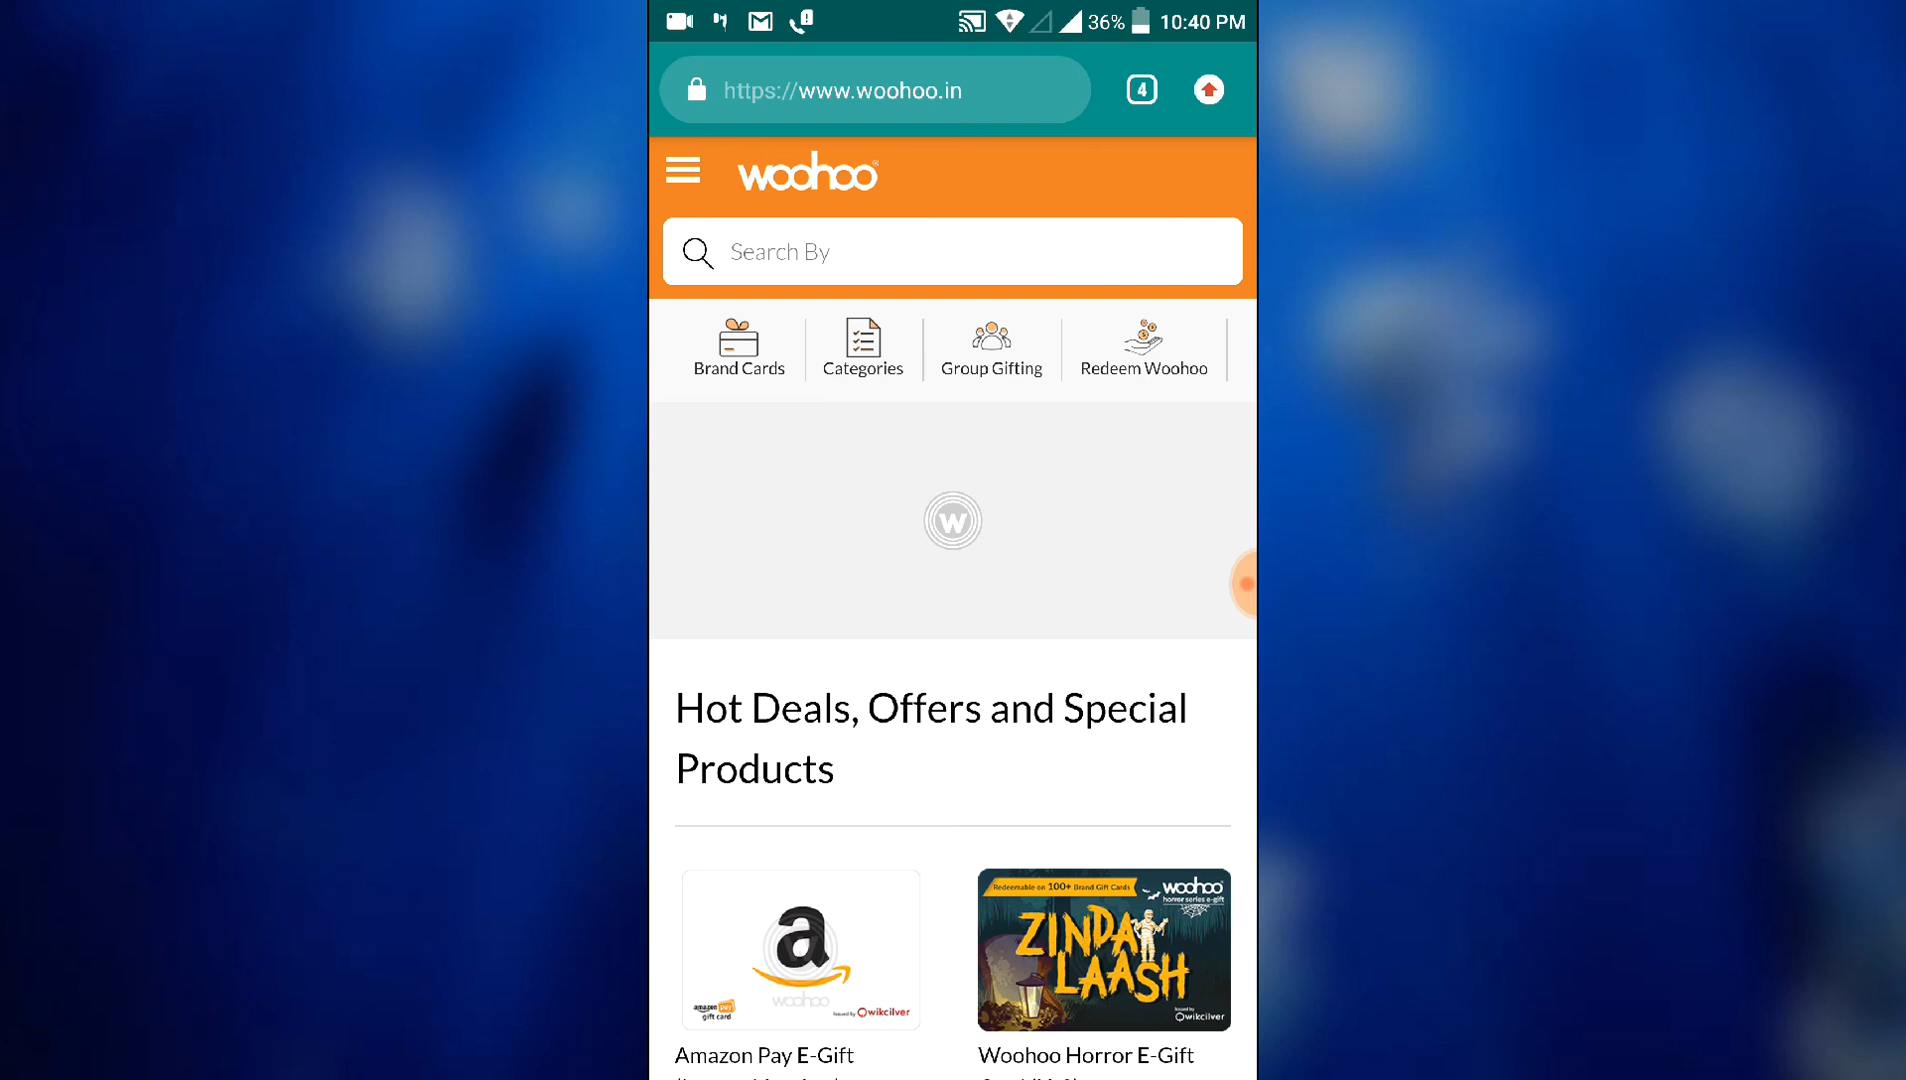 36% 10:40 PM
https://www.woohoo.in
4
woohoo
Search By
Brand Cards
Categories
Group Gifting
Redeem Woohoo
W
Hot Deals, Offers and Special
Products
a
woohoo
amazon pay
gift card
Issued by Qwikcilver
Redeemable on 100+ Brand Gift Cards
woohoo
horror series e-gift
ZINDA
LAASH
Issued by
Qwikcilver
Amazon Pay E-Gift
Woohoo Horror E-Gift